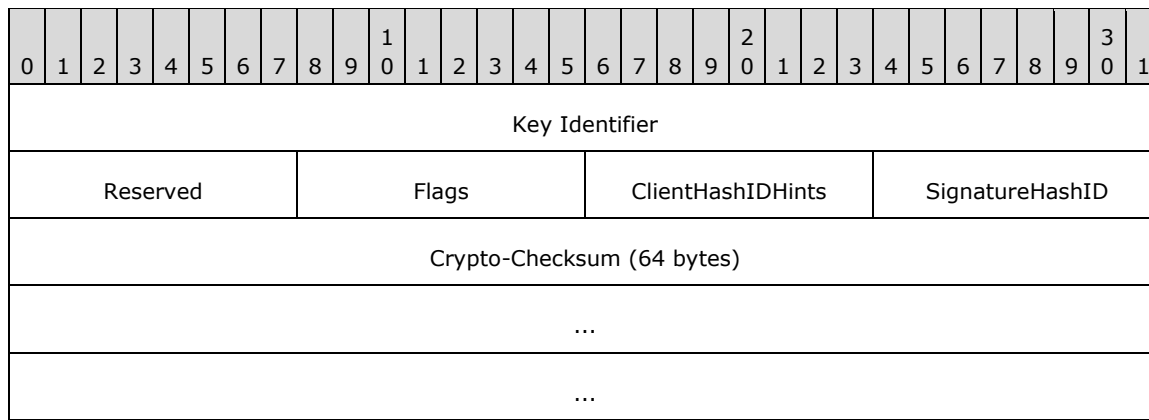 1 2 3
0 1 2 3 4 5 6 7 8 9 0 1 2 3 4 5 6 7 8 9 0 1 2 3 4 5 6 7 8 9 0 1
Key Identifier
Reserved Flags ClientHashIDHints SignatureHashID
Crypto-Checksum (64 bytes)
...
...